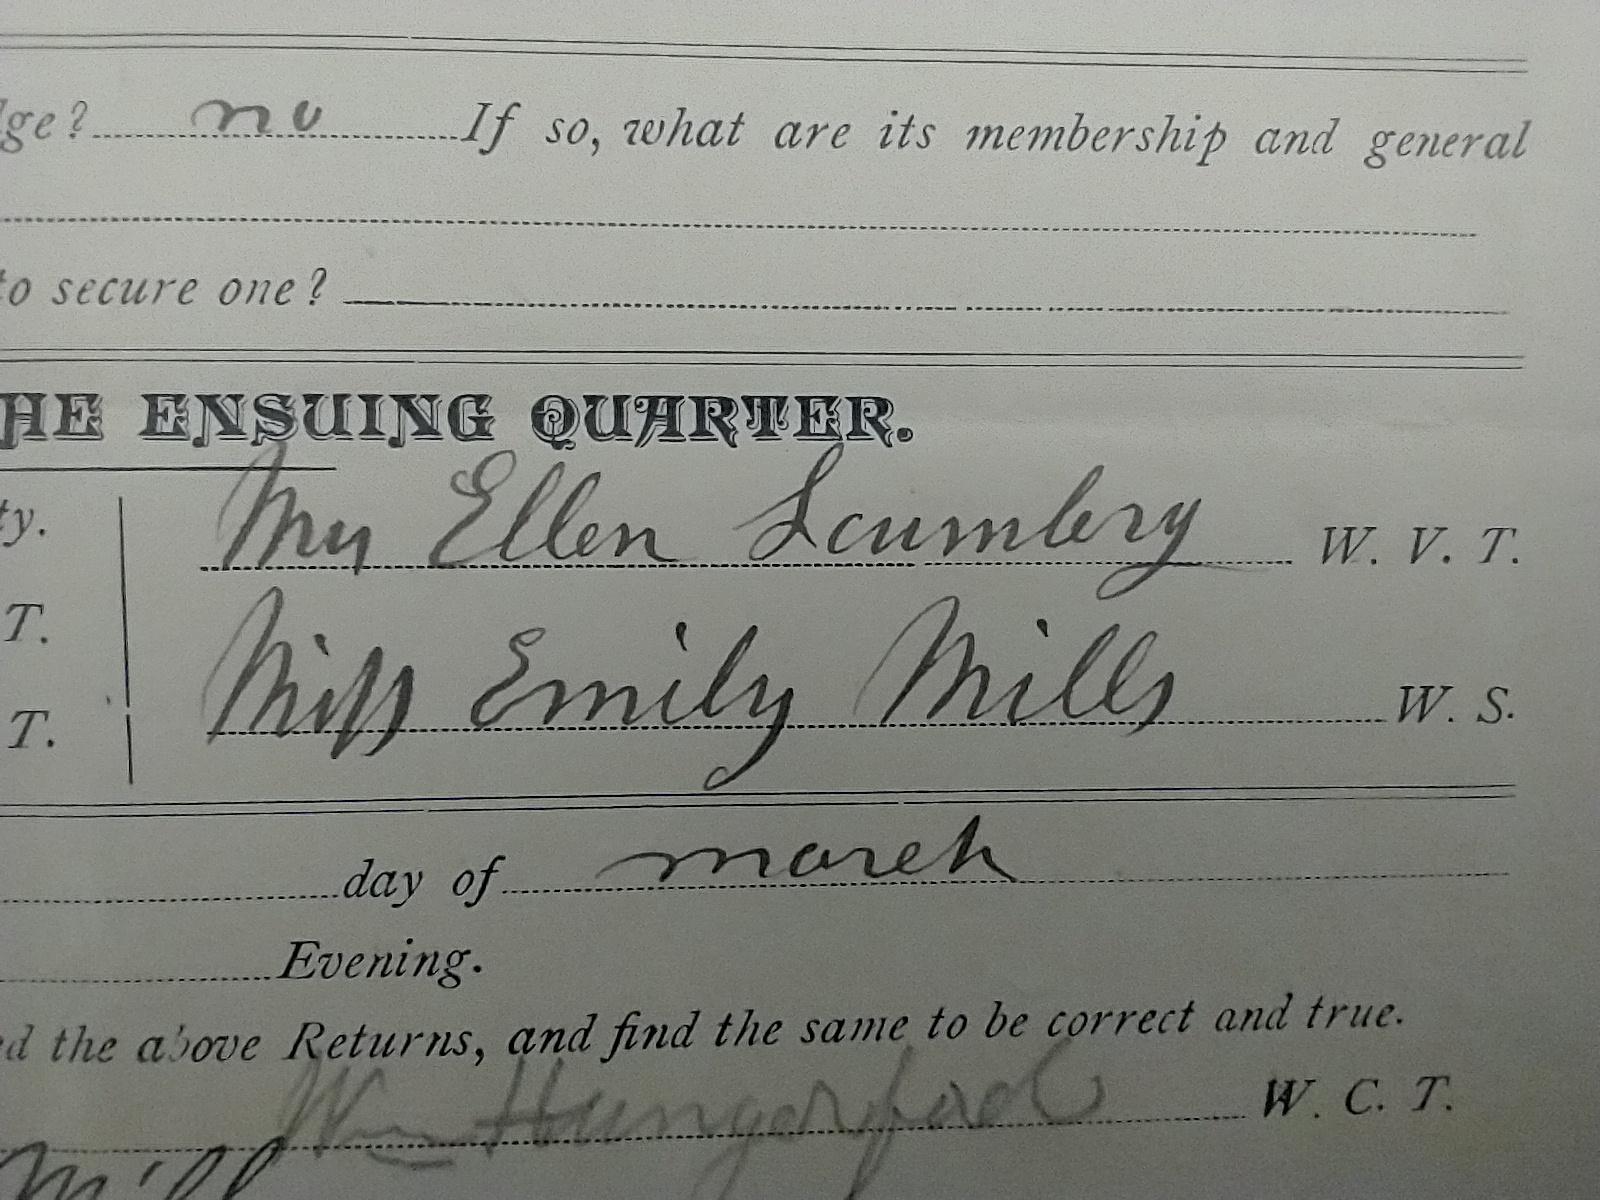 ge? no If so, what are its membership and general
to secure one?
HE ENSUING QUARTER.
ty. Mrs Ellen Scumbery W. V. T.
T.
Miss Emily Mills W. S.
T.
day of march
Evening.
ed the above Returns, and find the same to be correct and true.
Wm Hungerford W. C. T.
Mill